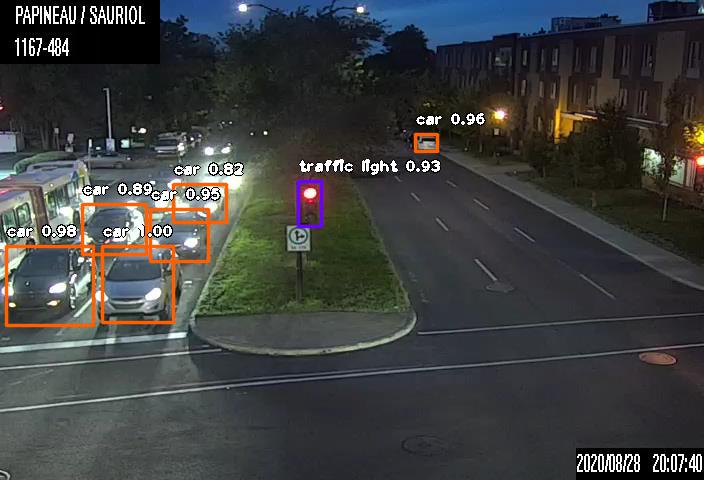 PAPINEAU / SAURIOL
1167-484
car 0.96
traffic light 0.93
car 0.82
car 0.89
car 0.95
car 0.98
car 1.00
2020/08/28 20:07:40